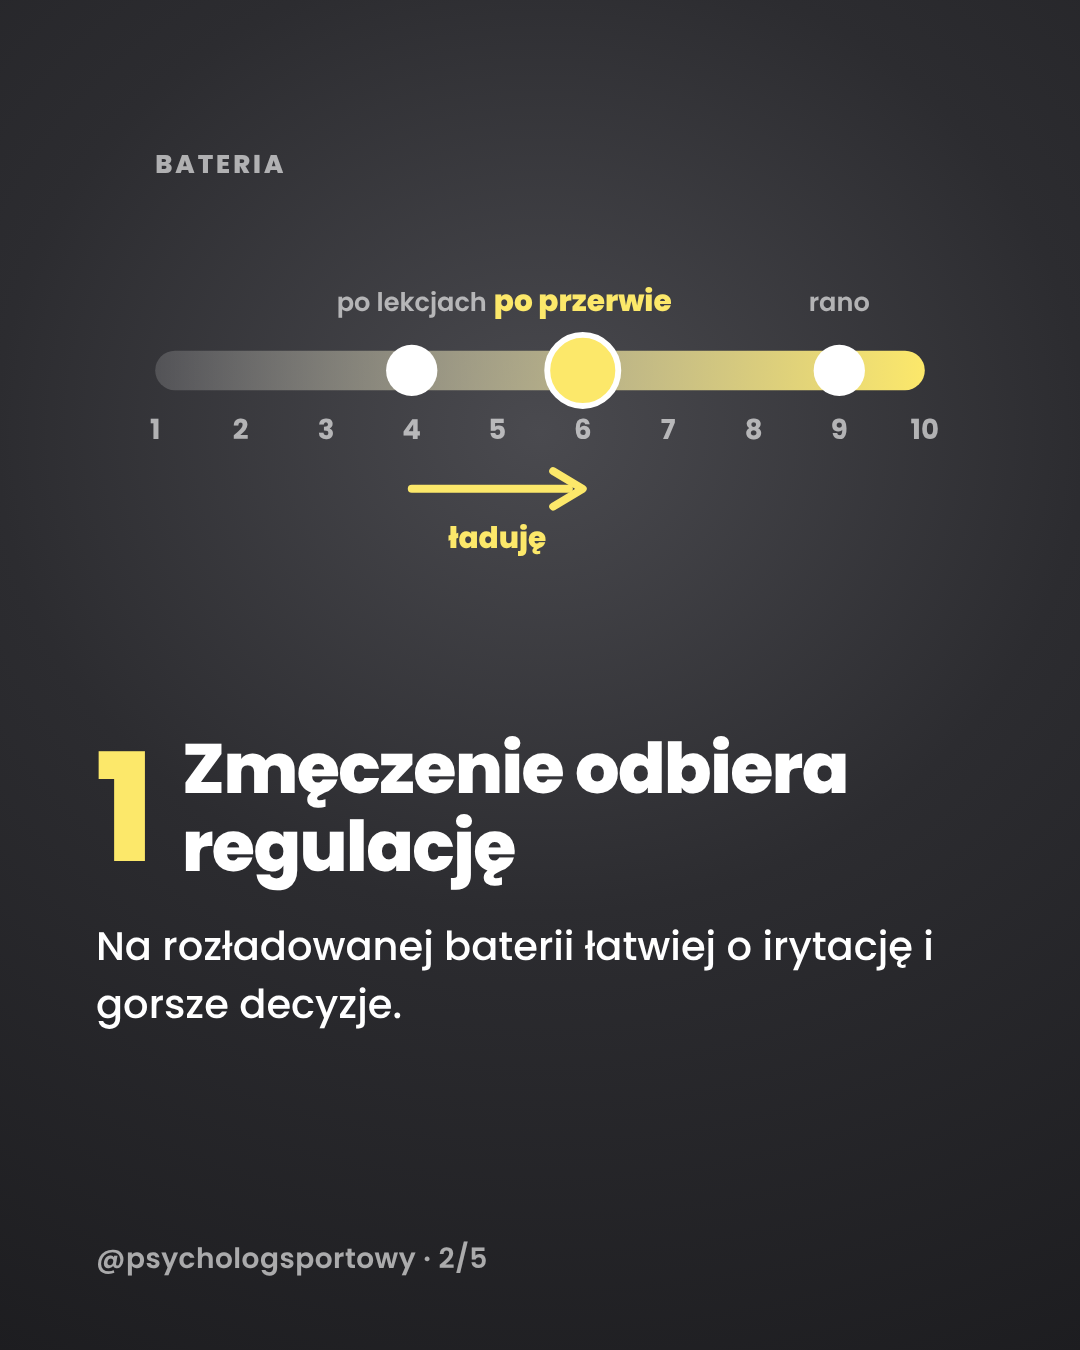 BATERIA
po lekcjach po przerwie rano
1 2 3 4 5 6 7 8 9 10
ładuję
1 Zmęczenie odbiera
regulację
Na rozładowanej baterii łatwiej o irytację i
gorsze decyzje.
@psychologsportowy · 2/5